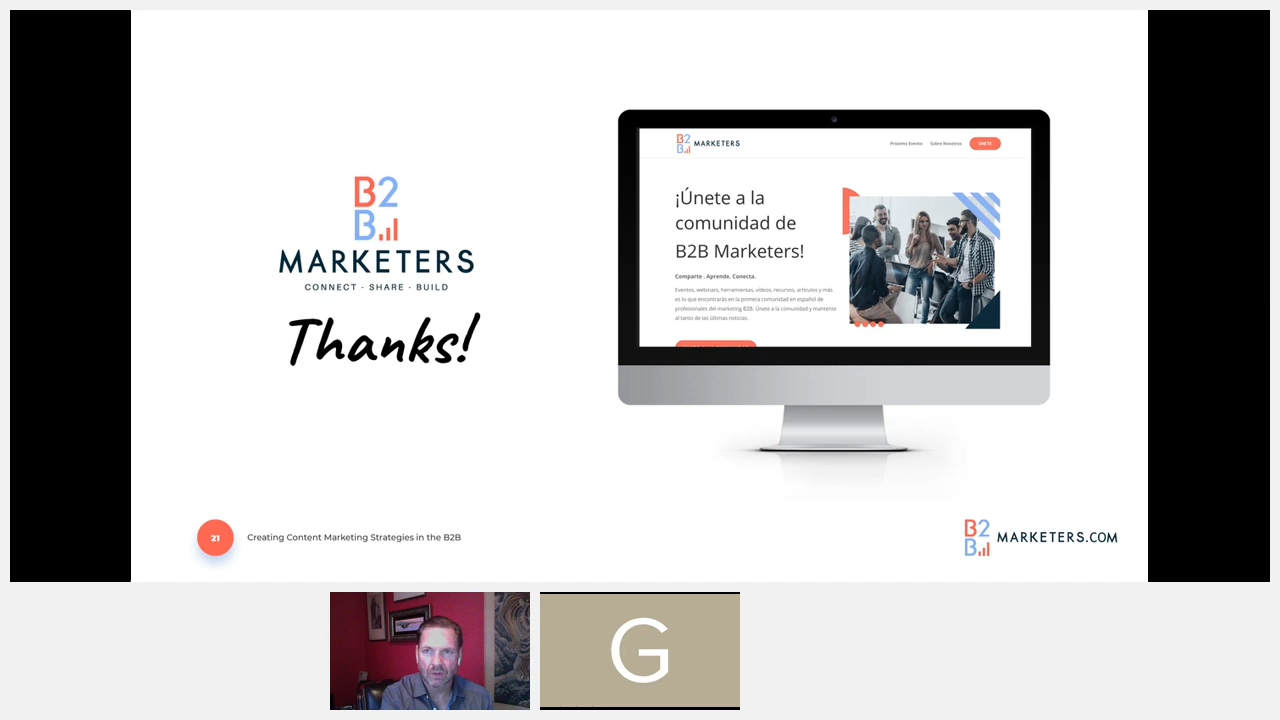 B2
B
MARKETERS
CONNECT - SHARE - BUILD
Thanks!
B2
B
MARKETERS
Próximo Evento
Sobre Nosotros
ÚNETE
¡Únete a la
comunidad de
B2B Marketers!
Comparte . Aprende. Conecta.
Eventos, webinars, herramientas, vídeos, recursos, artículos y más
es lo que encontrarás en la primera comunidad en español de
profesionales del marketing B2B. Únete a la comunidad y mantente
al tanto de las últimas noticias.
21
Creating Content Marketing Strategies in the B2B
B2
B
MARKETERS.COM
G